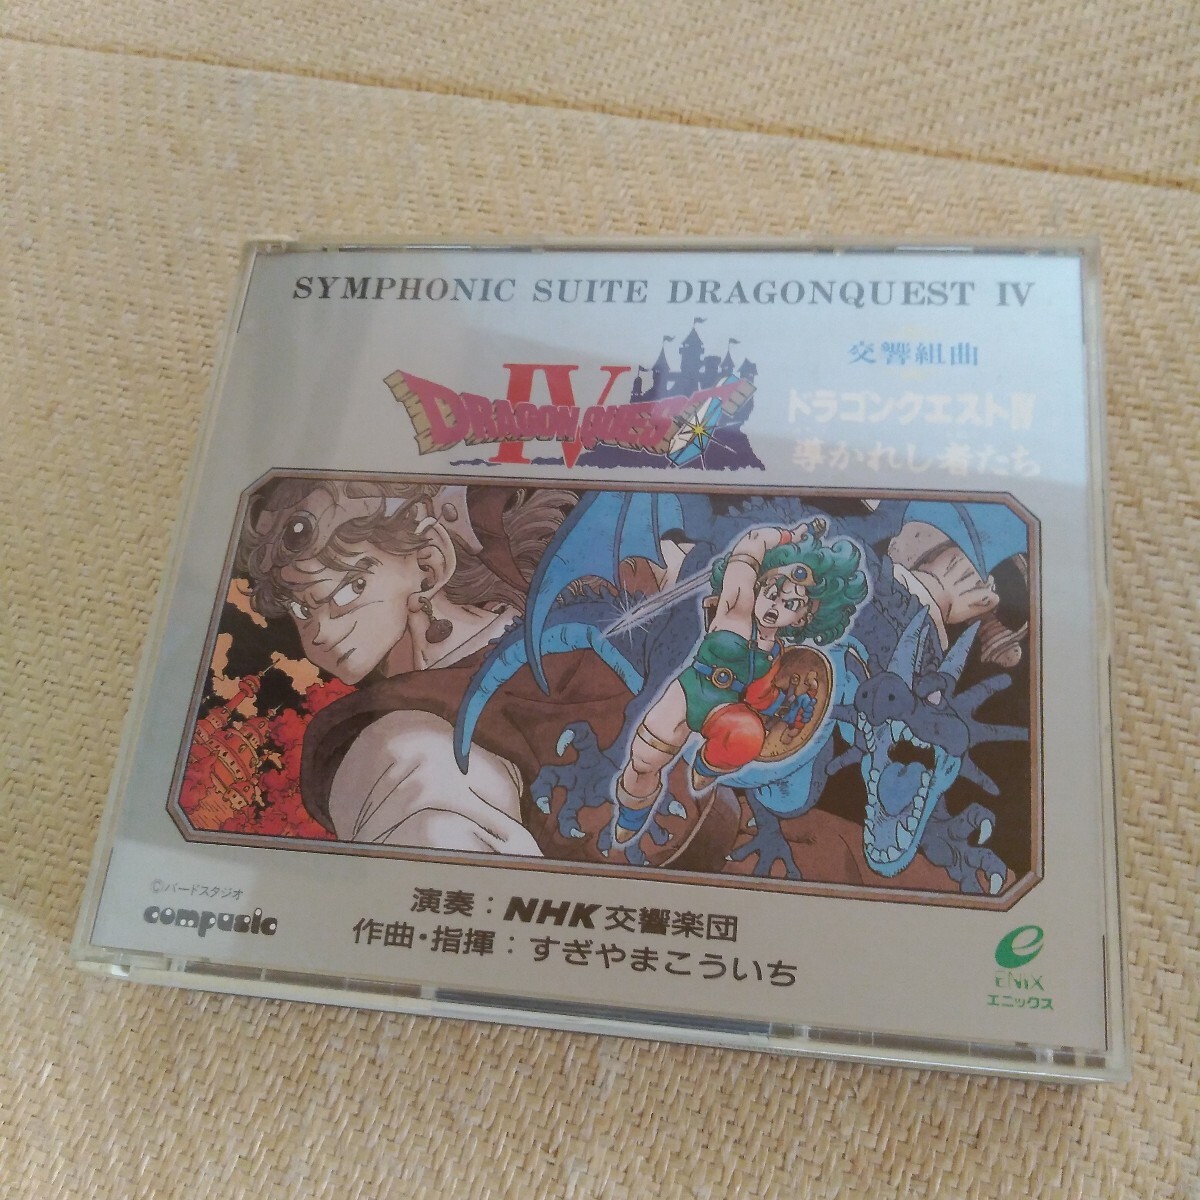 SYMPHONIC SUITE DRAGONQUEST IV
交響組曲
DRAGON QUEST
IV
ドラゴンクエストIV
導かれし者たち
©バードスタジオ
compusic
演奏:NHK交響楽団
作曲・指揮:すぎやまこういち
e
ENIX
エニックス